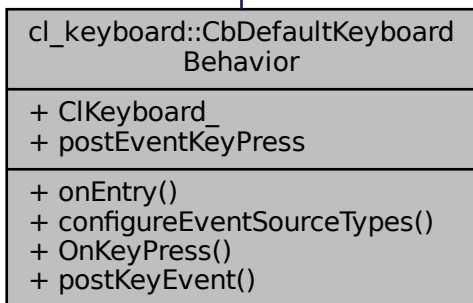 cl_keyboard::CbDefaultKeyboard
Behavior
+ ClKeyboard_
+ postEventKeyPress
+ onEntry()
+ configureEventSourceTypes()
+ OnKeyPress()
+ postKeyEvent()